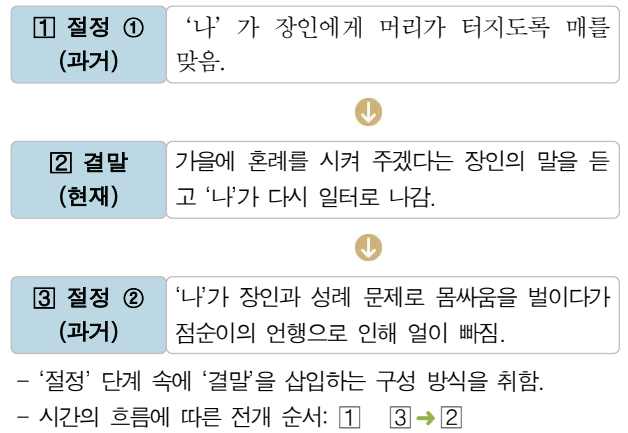 1 절정 ①
(과거)
‘나’ 가 장인에게 머리가 터지도록 매를
맞음.
2 결말
(현재)
가을에 혼례를 시켜 주겠다는 장인의 말을 듣
고 ‘나’가 다시 일터로 나감.
3 절정 ②
(과거)
‘나’가 장인과 성례 문제로 몸싸움을 벌이다가
점순이의 언행으로 인해 얼이 빠짐.
- ‘절정’ 단계 속에 ‘결말’을 삽입하는 구성 방식을 취함.
- 시간의 흐름에 따른 전개 순서: 1 3 → 2